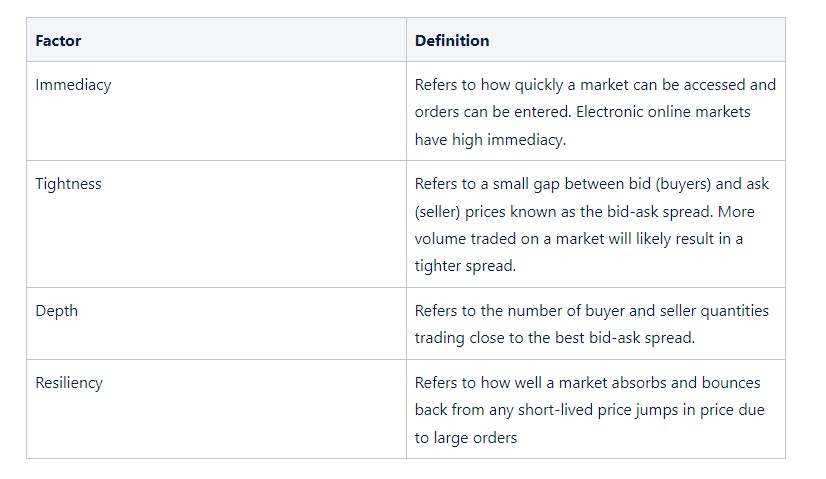 Factor
Definition
Immediacy
Refers to how quickly a market can be accessed and
orders can be entered. Electronic online markets
have high immediacy.
Tightness
Refers to a small gap between bid (buyers) and ask
(seller) prices known as the bid-ask spread. More
volume traded on a market will likely result in a
tighter spread.
Depth
Refers to the number of buyer and seller quantities
trading close to the best bid-ask spread.
Resiliency
Refers to how well a market absorbs and bounces
back from any short-lived price jumps in price due
to large orders